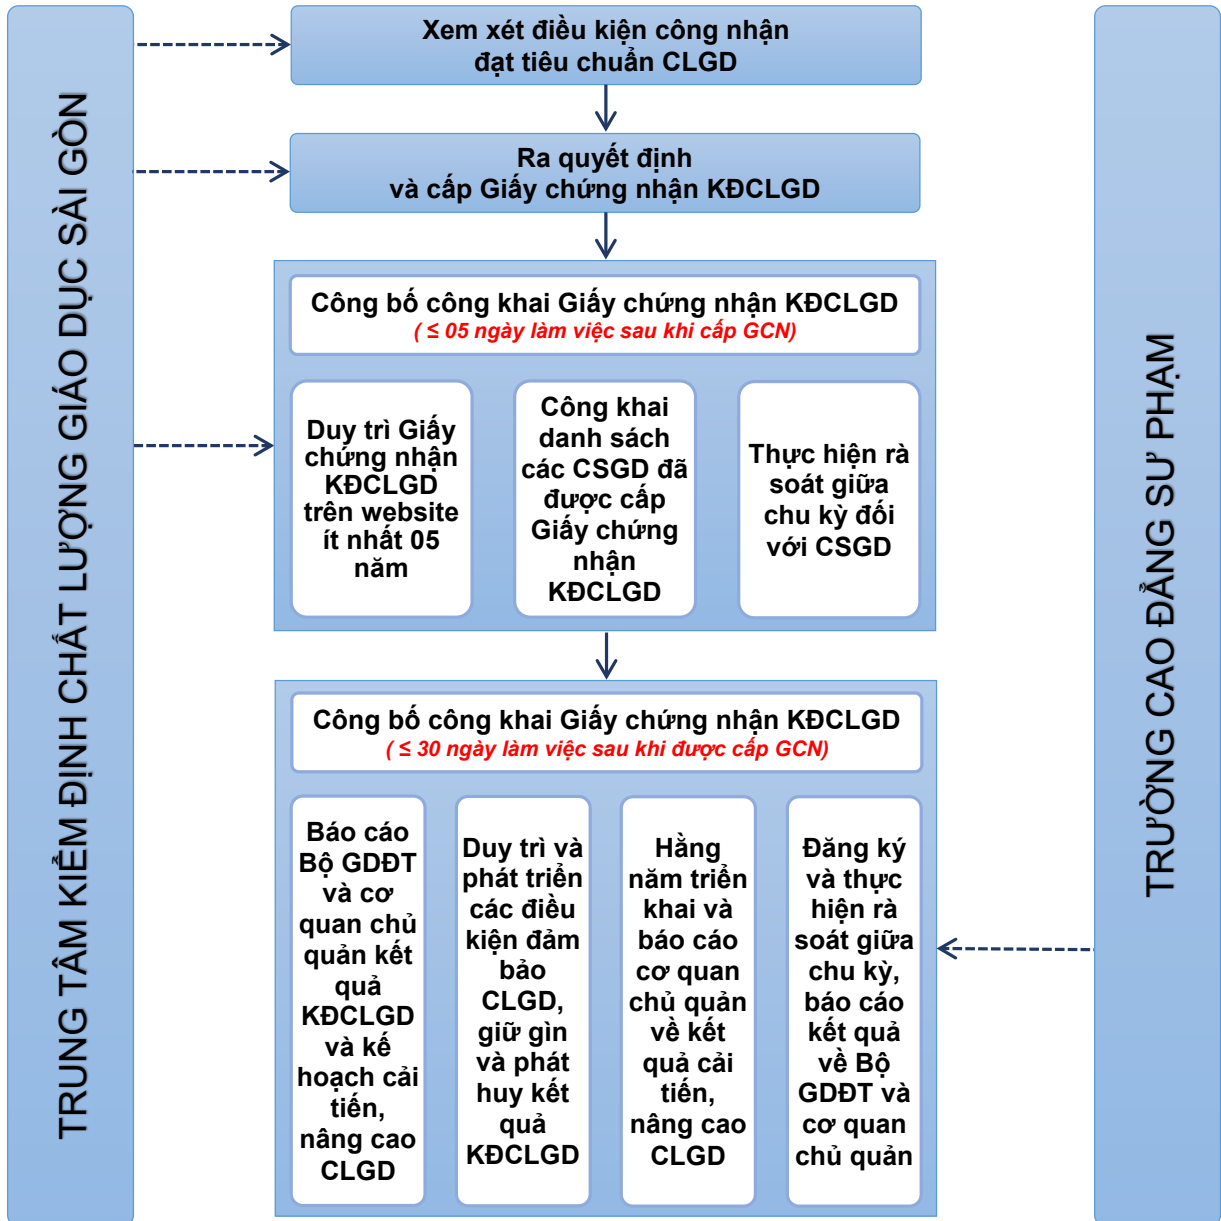 TRUNG TÂM KIỂM ĐỊNH CHẤT LƯỢNG GIÁO DỤC SÀI GÒN
Xem xét điều kiện công nhận
đạt tiêu chuẩn CLGD
Ra quyết định
và cấp Giấy chứng nhận KĐCLGD
Công bố công khai Giấy chứng nhận KĐCLGD
( ≤ 05 ngày làm việc sau khi cấp GCN)
Duy trì Giấy
chứng nhận
KĐCLGD
trên website
ít nhất 05
năm
Công khai
danh sách
các CSGD đã
được cấp
Giấy chứng
nhận
KĐCLGD
Thực hiện rà
soát giữa
chu kỳ đối
với CSGD
Công bố công khai Giấy chứng nhận KĐCLGD
( ≤ 30 ngày làm việc sau khi được cấp GCN)
Báo cáo
Bộ GDĐT
và cơ
quan chủ
quản kết
quả
KĐCLGD
và kế
hoạch cải
tiến,
nâng cao
CLGD
Duy trì và
phát triển
các điều
kiện đảm
bảo
CLGD,
giữ gìn
và phát
huy kết
quả
KĐCLGD
Hằng
năm triển
khai và
báo cáo
cơ quan
chủ quản
về kết
quả cải
tiến,
nâng cao
CLGD
Đăng ký
và thực
hiện rà
soát giữa
chu kỳ,
báo cáo
kết quả
về Bộ
GDĐT và
cơ quan
chủ quản
TRƯỜNG CAO ĐẲNG SƯ PHẠM